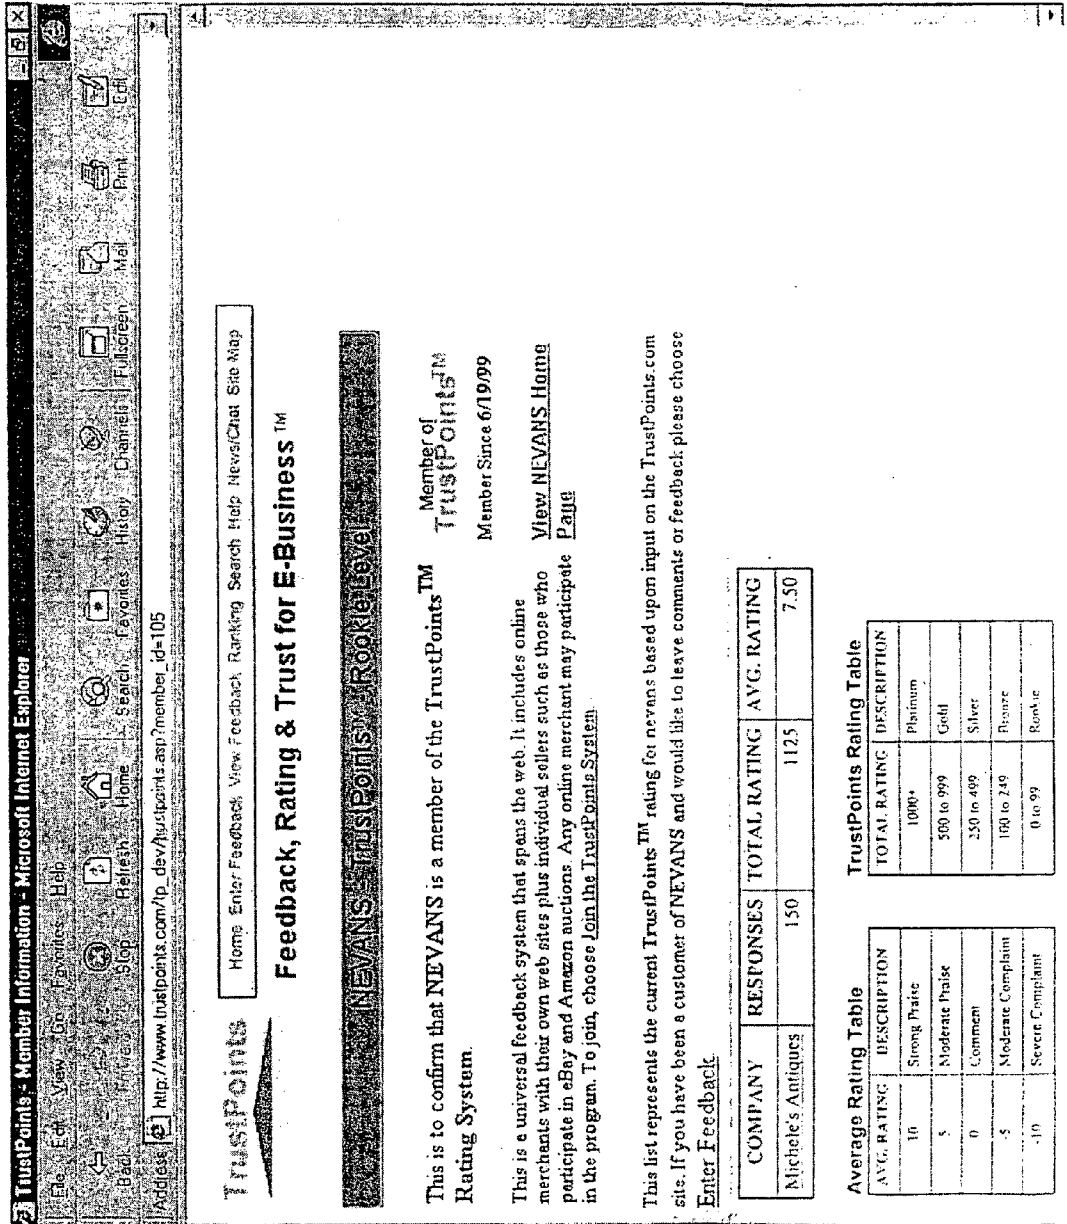 TrustPoints - Member Information - Microsoft Internet Explorer
File Edit View Go Favorites Help
Back Stop Refresh Home Search Favorites History Channels Fullscreen Mail Print Edit
Address http://www.trustpoints.com/tp_dev/trustpoints.asp?member_id=105
TrustPoints
Home Enter Feedback View Feedback Ranking Search Help News/Chat Site Map
Feedback, Rating & Trust for E-Business™
NEVANS - TrustPoints™ - Rookie Level
This is to confirm that NEVANS is a member of the TrustPoints™
Rating System.
Member of
TrustPoints™
Member Since 6/19/99
This is a universal feedback system that spans the web. It includes online
merchants with their own web sites plus individual sellers such as those who
participate in eBay and Amazon auctions. Any online merchant may participate
in the program. To join, choose Join the TrustPoints System.
View NEVANS Home
Page
This list represents the current TrustPoints™ rating for nevans based upon input on the TrustPoints.com
site. If you have been a customer of NEVANS and would like to leave comments or feedback please choose
Enter Feedback.
COMPANY RESPONSES TOTAL RATING AVG. RATING
Michele's Antiques 150 1125 7.50
Average Rating Table
AVG. RATING DESCRIPTION
10 Strong Praise
5 Moderate Praise
0 Comment
-5 Moderate Complaint
-10 Severe Complaint
TrustPoints Rating Table
TOTAL RATING DESCRIPTION
1000+ Platinum
500 to 999 Gold
250 to 499 Silver
100 to 249 Bronze
0 to 99 Rookie